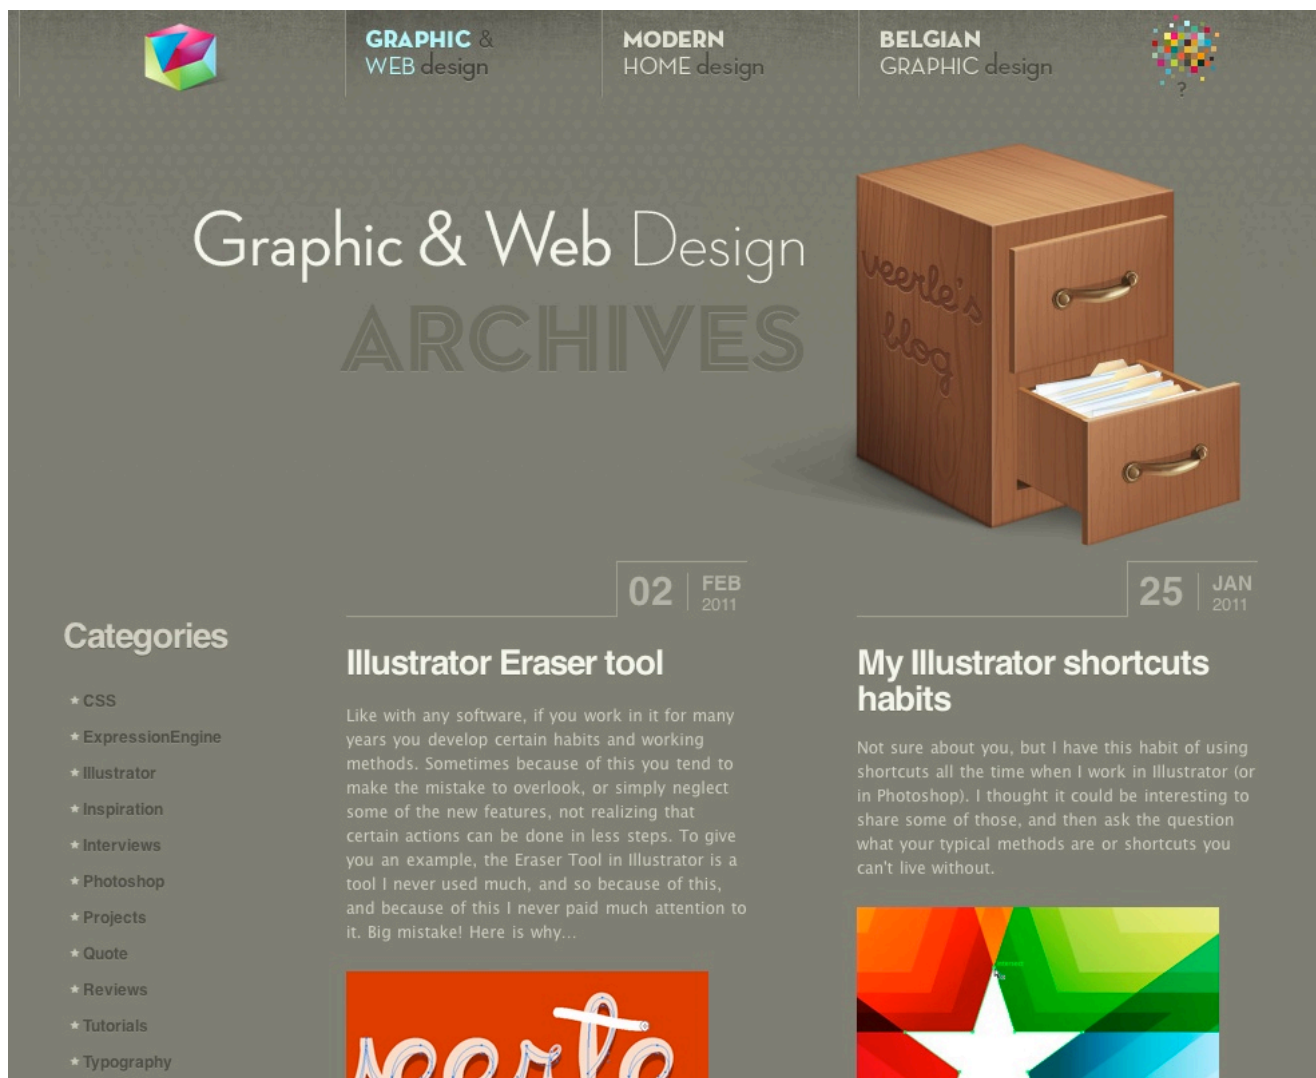 GRAPHIC &
WEB design
MODERN
HOME design
BELGIAN
GRAPHIC design
?
Graphic & Web Design
ARCHIVES
veerle's
blog
Categories
CSS
ExpressionEngine
Illustrator
Inspiration
Interviews
Photoshop
Projects
Quote
Reviews
Tutorials
Typography
02
FEB
2011
Illustrator Eraser tool
Like with any software, if you work in it for many
years you develop certain habits and working
methods. Sometimes because of this you tend to
make the mistake to overlook, or simply neglect
some of the new features, not realizing that
certain actions can be done in less steps. To give
you an example, the Eraser Tool in Illustrator is a
tool I never used much, and so because of this,
and because of this I never paid much attention to
it. Big mistake! Here is why...
veerle
25
JAN
2011
My Illustrator shortcuts
habits
Not sure about you, but I have this habit of using
shortcuts all the time when I work in Illustrator (or
in Photoshop). I thought it could be interesting to
share some of those, and then ask the question
what your typical methods are or shortcuts you
can't live without.